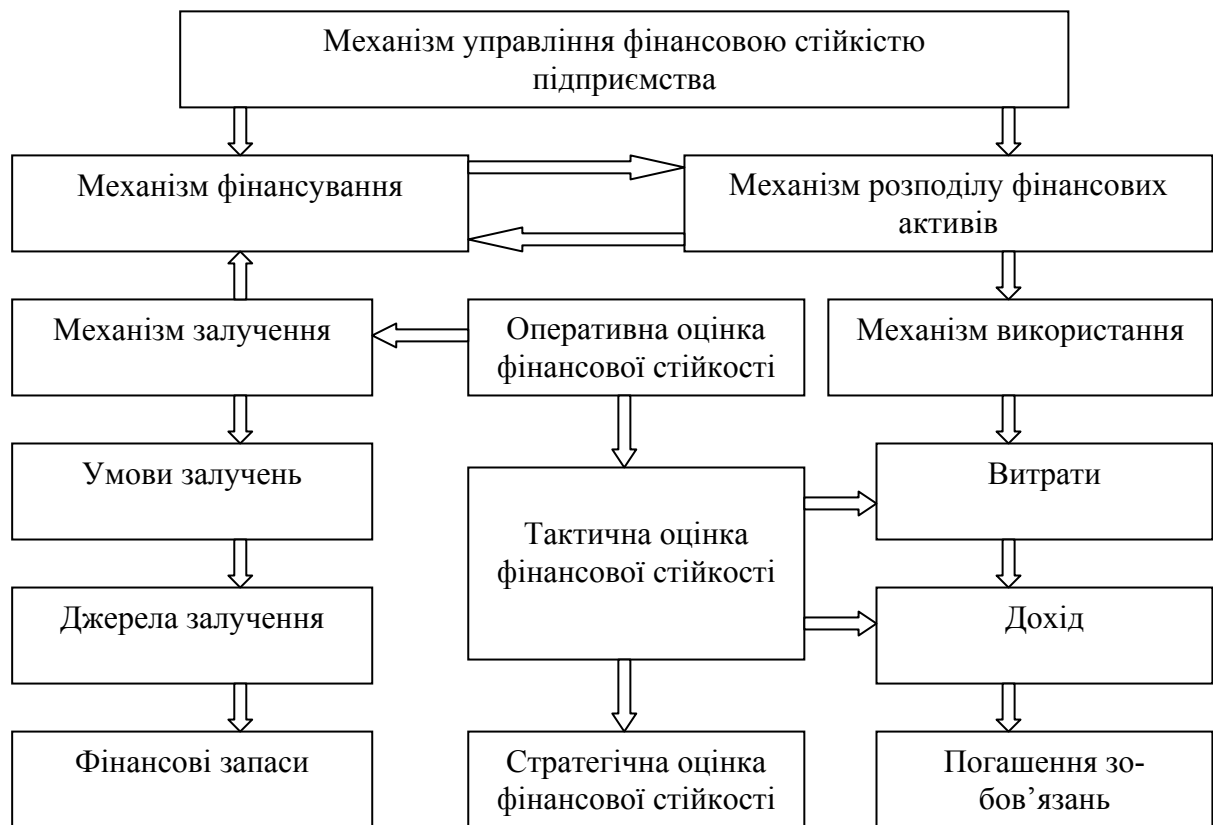 Механізм управління фінансовою стійкістю
підприємства
Механізм фінансування
Механізм розподілу фінансових
активів
Механізм залучення
Оперативна оцінка
фінансової стійкості
Механізм використання
Умови залучень
Тактична оцінка
фінансової стійкості
Витрати
Джерела залучення
Дохід
Фінансові запаси
Стратегічна оцінка
фінансової стійкості
Погашення зо-
бов’язань